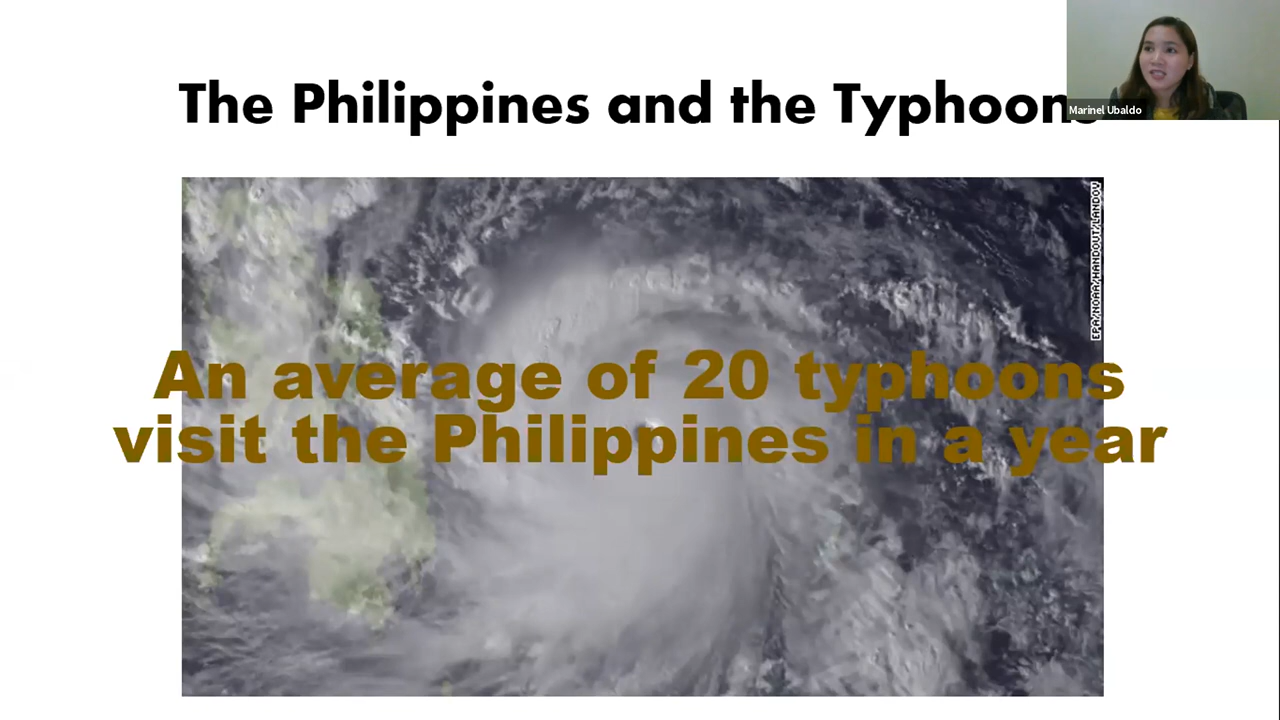 The Philippines and the Typhoons
Marinel Ubaldo
EPA/NOAA/HANDOUT/LANDOV
An average of 20 typhoons
visit the Philippines in a year